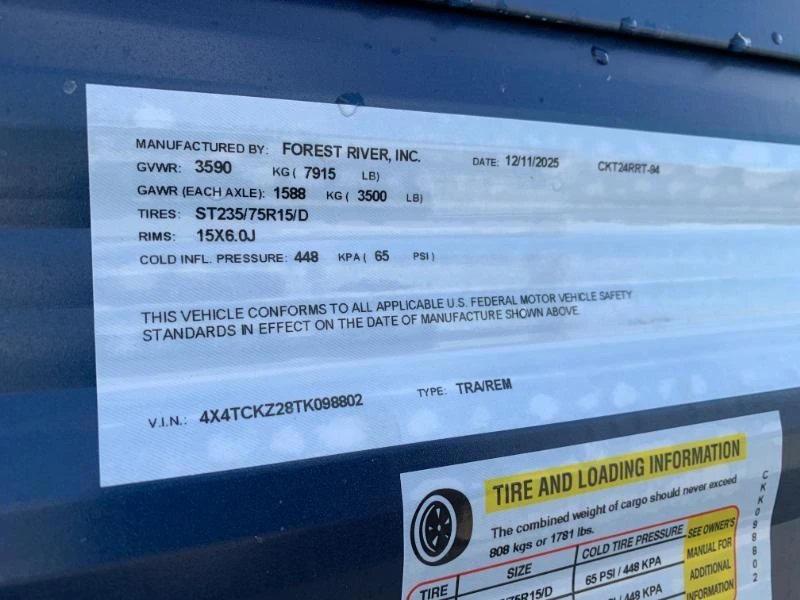 MANUFACTURED BY: FOREST RIVER, INC. DATE: 12/11/2025 CKT24RRT-94
GVWR: 3590 KG ( 7915 LB)
GAWR (EACH AXLE): 1588 KG ( 3500 LB)
TIRES: ST235/75R15/D
RIMS: 15X6.0J
COLD INFL. PRESSURE: 448 KPA ( 65 PSI )
THIS VEHICLE CONFORMS TO ALL APPLICABLE U.S. FEDERAL MOTOR VEHICLE SAFETY
STANDARDS IN EFFECT ON THE DATE OF MANUFACTURE SHOWN ABOVE.
V.I.N.: 4X4TCKZ28TK098802 TYPE: TRA/REM
TIRE AND LOADING INFORMATION
The combined weight of cargo should never exceed
808 kgs or 1781 lbs.
TIRE SIZE COLD TIRE PRESSURE SEE OWNER'S
MANUAL FOR
ADDITIONAL
INFORMATION
75R15/D 65 PSI / 448 KPA
448 KPA
CKK098802